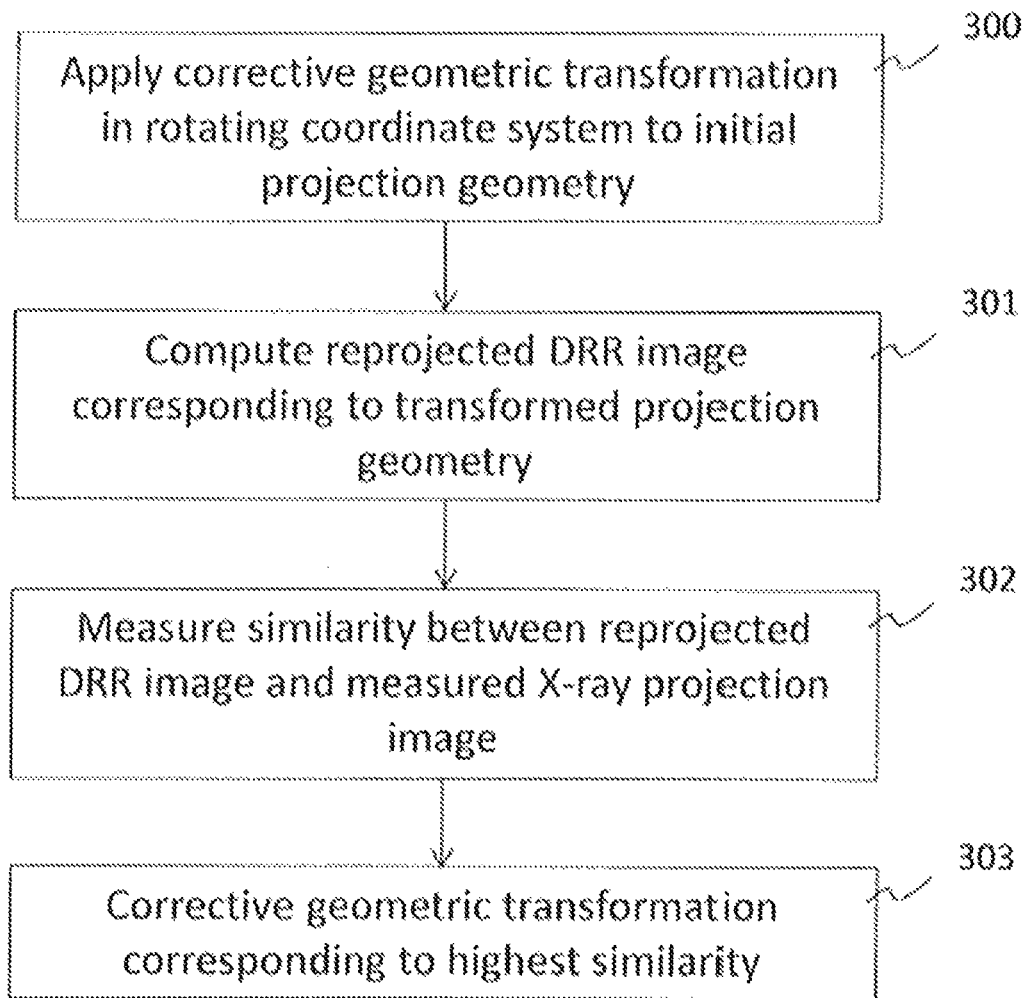 300
Apply corrective geometric transformation
in rotating coordinate system to initial
projection geometry
301
Compute reprojected DRR image
corresponding to transformed projection
geometry
302
Measure similarity between reprojected
DRR image and measured X-ray projection
image
303
Corrective geometric transformation
corresponding to highest similarity